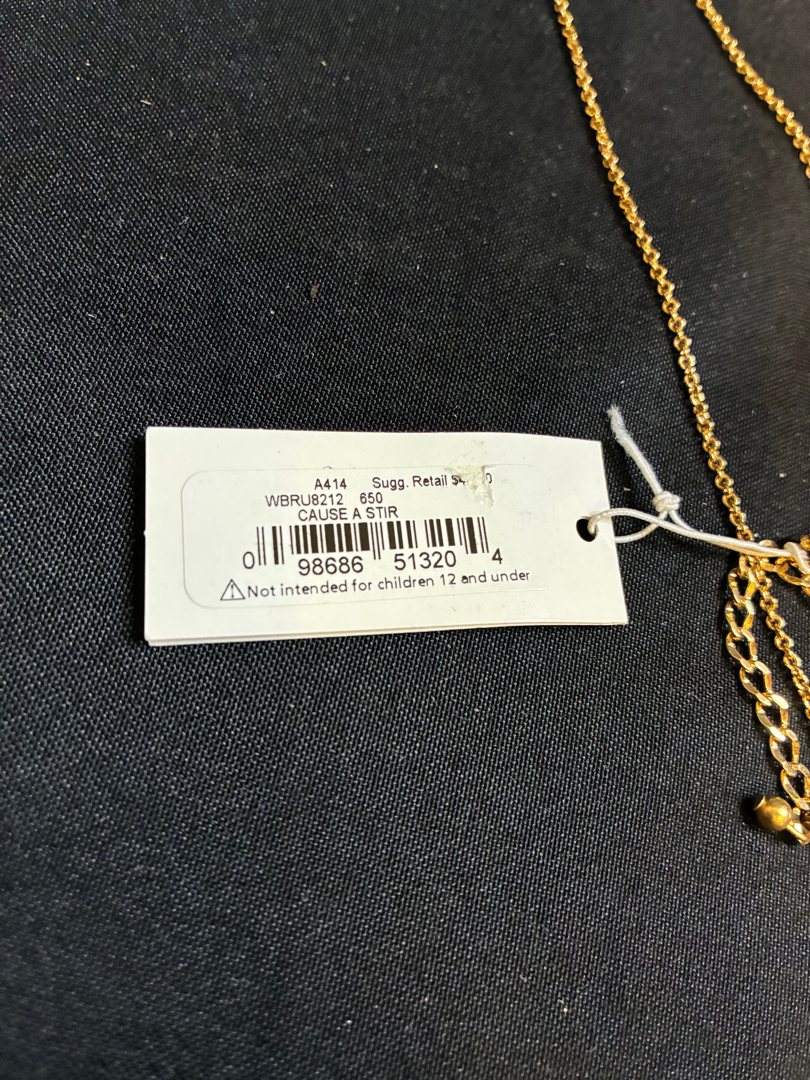 A414 Sugg. Retail
WBRU8212 650
CAUSE A STIR
0 98686 51320 4
Not intended for children 12 and under